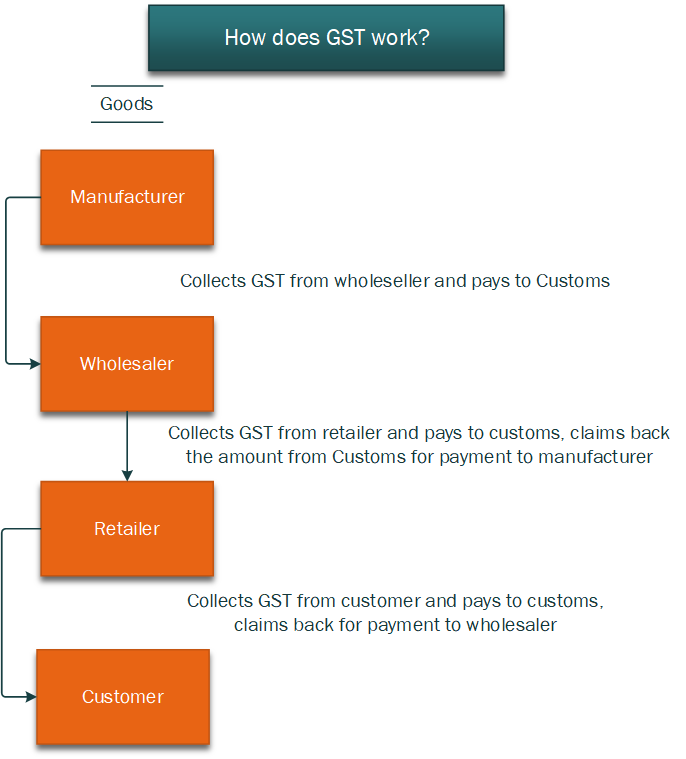 How does GST work?
Goods
Manufacturer
Collects GST from wholeseller and pays to Customs
Wholesaler
Collects GST from retailer and pays to customs, claims back
the amount from Customs for payment to manufacturer
Retailer
Collects GST from customer and pays to customs,
claims back for payment to wholesaler
Customer